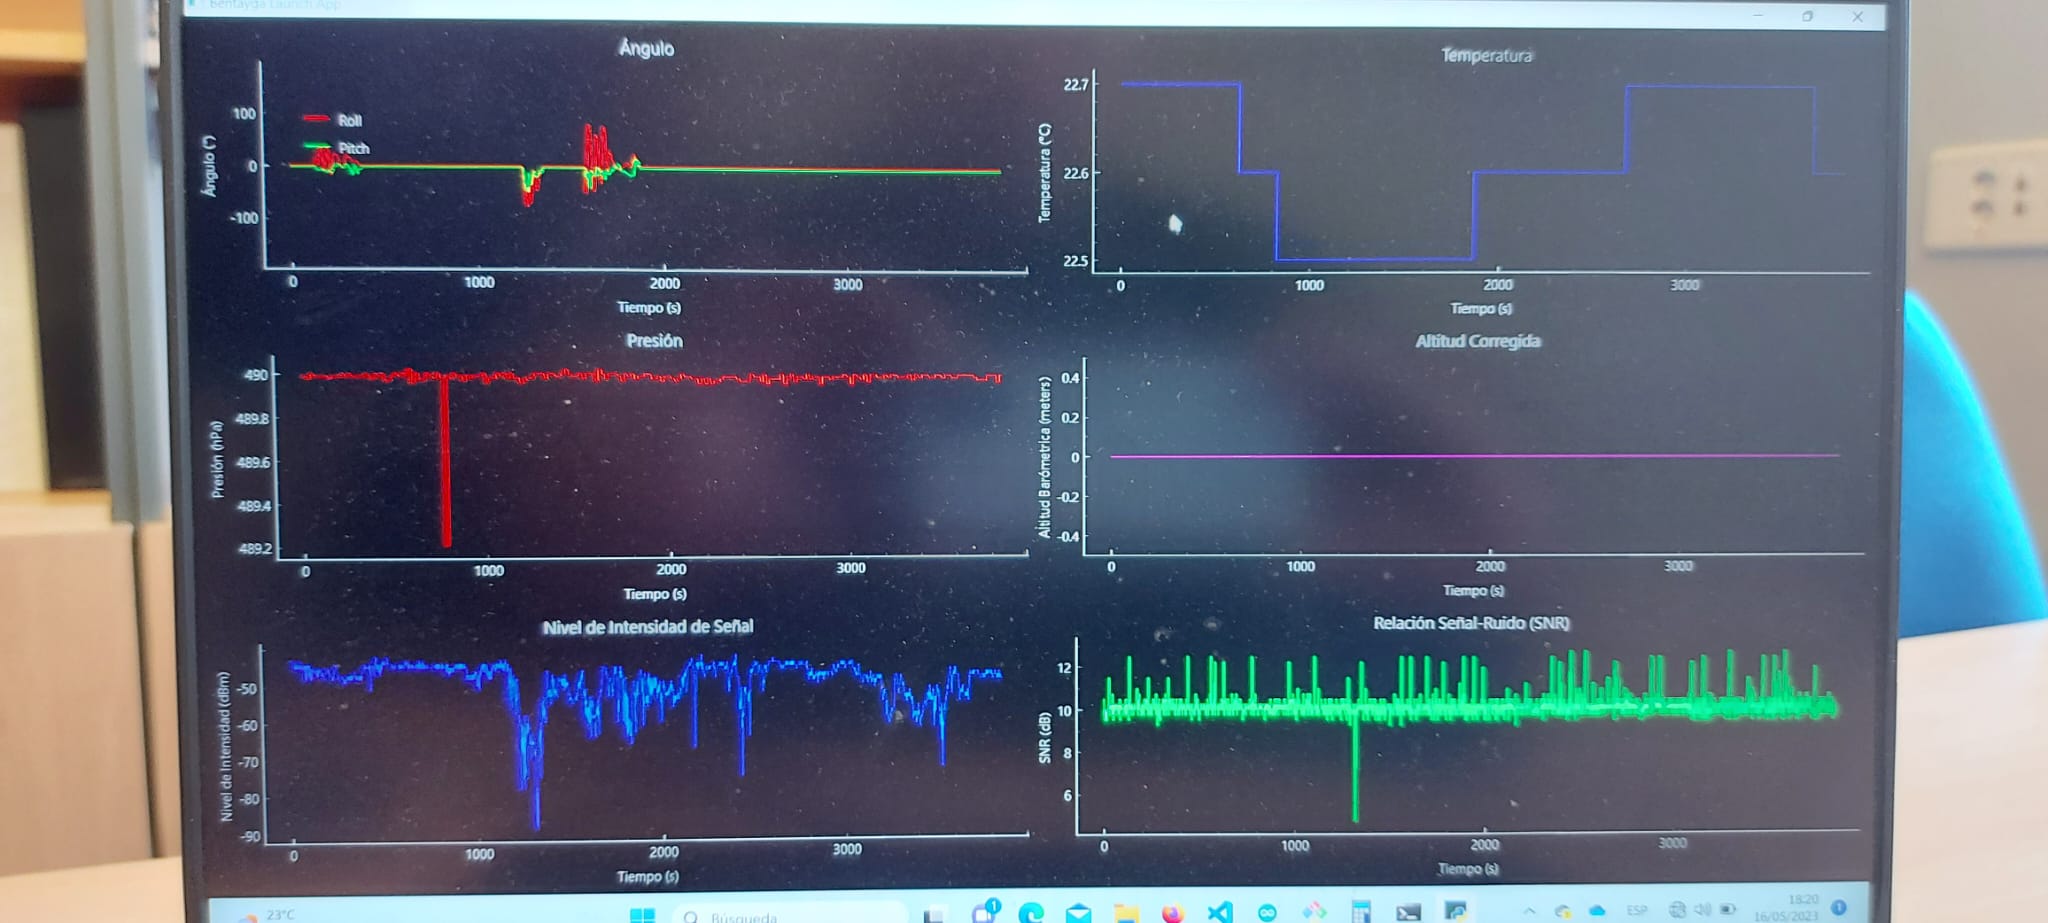 Bentayga Launch App
Ángulo
Ángulo (°)
100
0
-100
Roll
Pitch
0 1000 2000 3000
Tiempo (s)
Temperatura
Temperatura (°C)
22.7
22.6
22.5
0 1000 2000 3000
Tiempo (s)
Presión
Presión (hPa)
490
489.8
489.6
489.4
489.2
0 1000 2000 3000
Tiempo (s)
Altitud Corregida
Altitud Barómetrica (meters)
0.4
0.2
0
-0.2
-0.4
0 1000 2000 3000
Tiempo (s)
Nivel de Intensidad de Señal
Nivel de Intensidad (dBm)
-50
-60
-70
-80
-90
0 1000 2000 3000
Tiempo (s)
Relación Señal-Ruido (SNR)
SNR (dB)
12
10
8
6
0 1000 2000 3000
Tiempo (s)
23°C
Búsqueda
1
ESP
18:20
16/05/2023
1